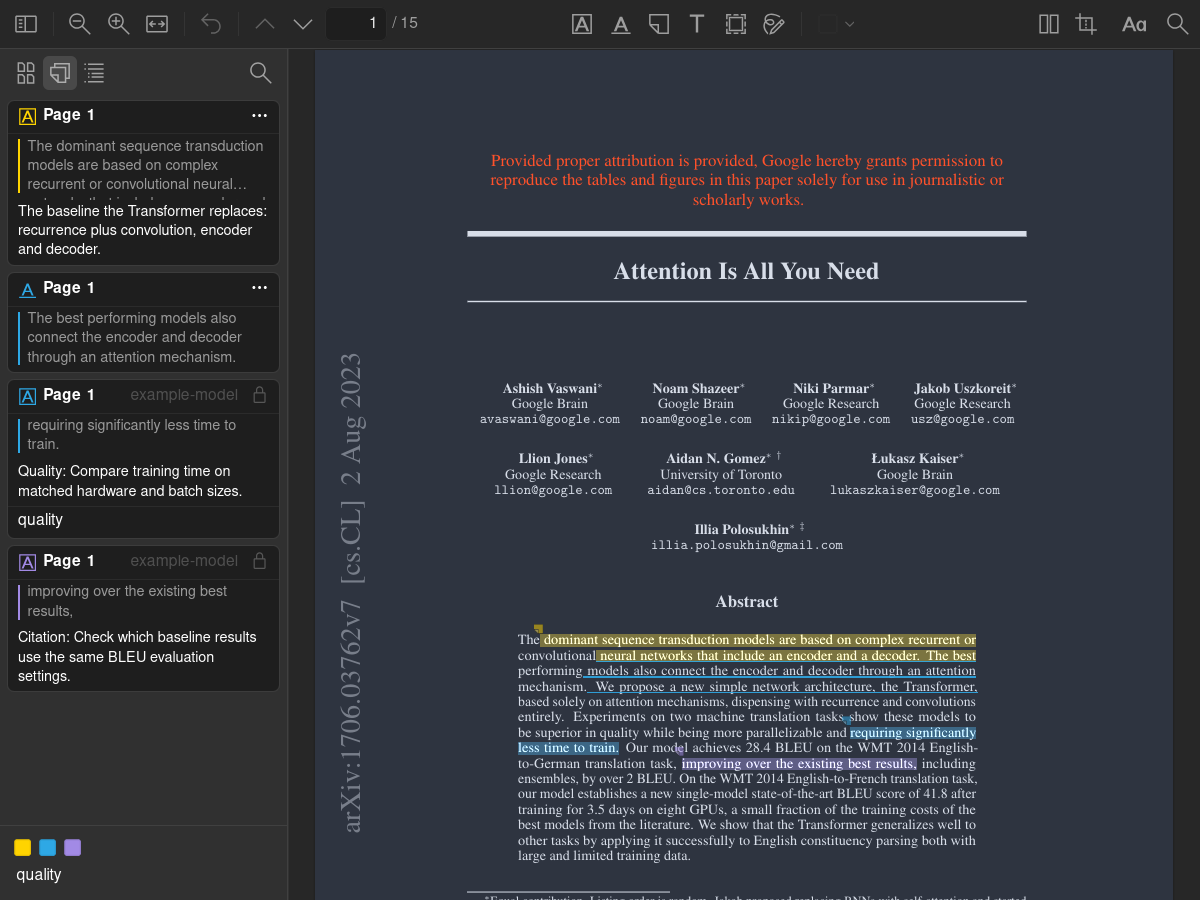 1 / 15
Page 1
The dominant sequence transduction
models are based on complex
recurrent or convolutional neural…
The baseline the Transformer replaces:
recurrence plus convolution, encoder
and decoder.
Page 1
The best performing models also
connect the encoder and decoder
through an attention mechanism.
Page 1 example-model
requiring significantly less time to
train.
Quality: Compare training time on
matched hardware and batch sizes.
quality
Page 1 example-model
improving over the existing best
results,
Citation: Check which baseline results
use the same BLEU evaluation
settings.
quality
Provided proper attribution is provided, Google hereby grants permission to
reproduce the tables and figures in this paper solely for use in journalistic or
scholarly works.
Attention Is All You Need
arXiv:1706.03762v7 [cs.CL] 2 Aug 2023
Ashish Vaswani* Noam Shazeer* Niki Parmar* Jakob Uszkoreit*
Google Brain Google Brain Google Research Google Research
avaswani@google.com noam@google.com nikip@google.com usz@google.com
Llion Jones* Aidan N. Gomez* † Łukasz Kaiser*
Google Research University of Toronto Google Brain
llion@google.com aidan@cs.toronto.edu lukaszkaiser@google.com
Illia Polosukhin* ‡
illia.polosukhin@gmail.com
Abstract
The dominant sequence transduction models are based on complex recurrent or
convolutional neural networks that include an encoder and a decoder. The best
performing models also connect the encoder and decoder through an attention
mechanism. We propose a new simple network architecture, the Transformer,
based solely on attention mechanisms, dispensing with recurrence and convolutions
entirely. Experiments on two machine translation tasks show these models to
be superior in quality while being more parallelizable and requiring significantly
less time to train. Our model achieves 28.4 BLEU on the WMT 2014 English-
to-German translation task, improving over the existing best results, including
ensembles, by over 2 BLEU. On the WMT 2014 English-to-French translation task,
our model establishes a new single-model state-of-the-art BLEU score of 41.8 after
training for 3.5 days on eight GPUs, a small fraction of the training costs of the
best models from the literature. We show that the Transformer generalizes well to
other tasks by applying it successfully to English constituency parsing both with
large and limited training data.